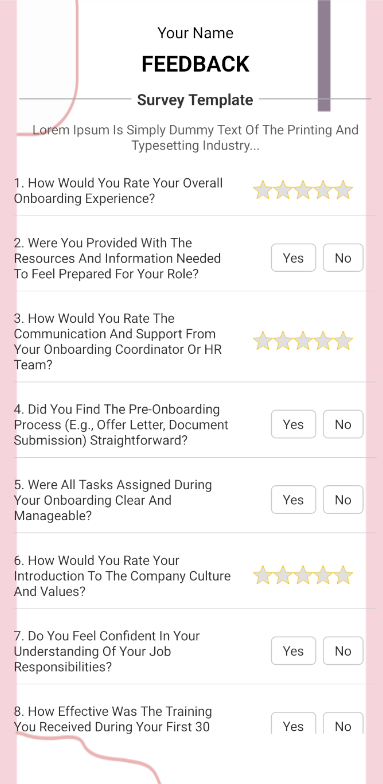 Your Name
FEEDBACK
Survey Template
Lorem Ipsum Is Simply Dummy Text Of The Printing And
Typesetting Industry...
1. How Would You Rate Your Overall
Onboarding Experience?
2. Were You Provided With The
Resources And Information Needed
To Feel Prepared For Your Role?
Yes No
3. How Would You Rate The
Communication And Support From
Your Onboarding Coordinator Or HR
Team?
4. Did You Find The Pre-Onboarding
Process (E.g., Offer Letter, Document
Submission) Straightforward?
Yes No
5. Were All Tasks Assigned During
Your Onboarding Clear And
Manageable?
Yes No
6. How Would You Rate Your
Introduction To The Company Culture
And Values?
7. Do You Feel Confident In Your
Understanding Of Your Job
Responsibilities?
Yes No
8. How Effective Was The Training
You Received During Your First 30
Yes No